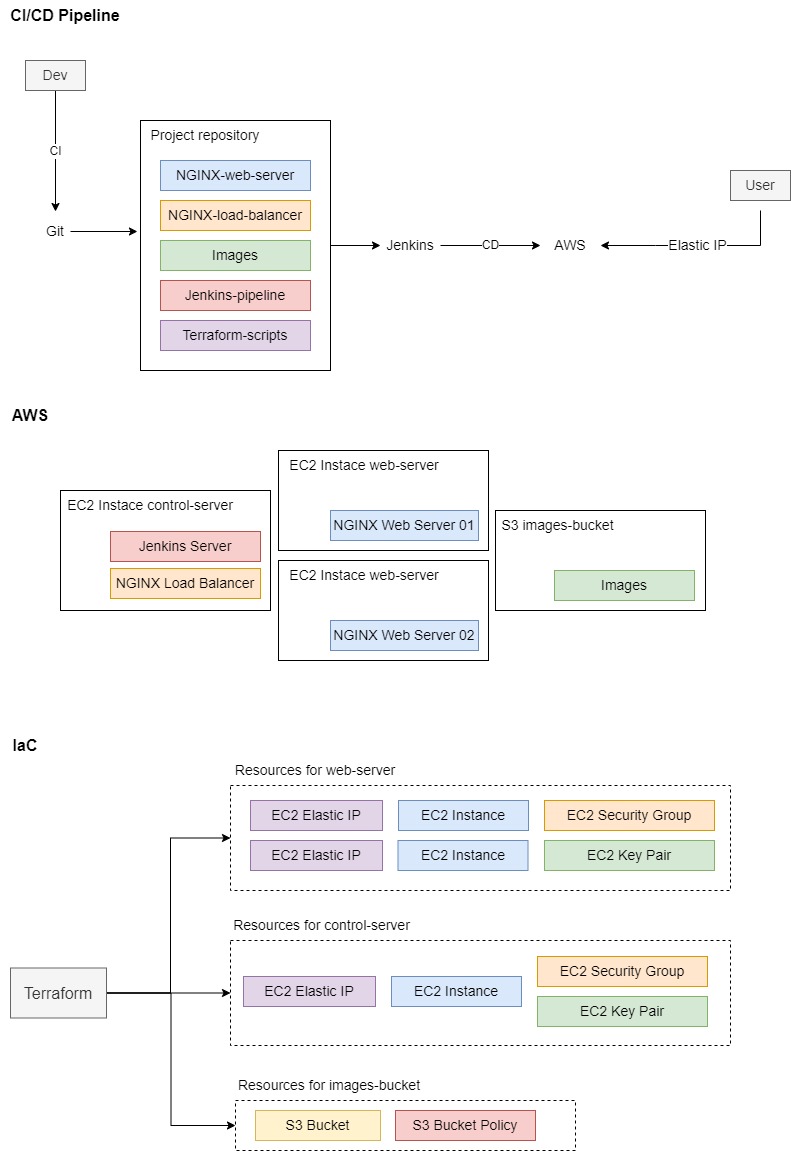 CI/CD Pipeline
Dev
CI
Git
Project repository
NGINX-web-server
NGINX-load-balancer
Images
Jenkins-pipeline
Terraform-scripts
Jenkins
CD
AWS
Elastic IP
User
AWS
EC2 Instace control-server
Jenkins Server
NGINX Load Balancer
EC2 Instace web-server
NGINX Web Server 01
EC2 Instace web-server
NGINX Web Server 02
S3 images-bucket
Images
IaC
Resources for web-server
EC2 Elastic IP
EC2 Instance
EC2 Security Group
EC2 Elastic IP
EC2 Instance
EC2 Key Pair
Terraform
Resources for control-server
EC2 Elastic IP
EC2 Instance
EC2 Security Group
EC2 Key Pair
Resources for images-bucket
S3 Bucket
S3 Bucket Policy